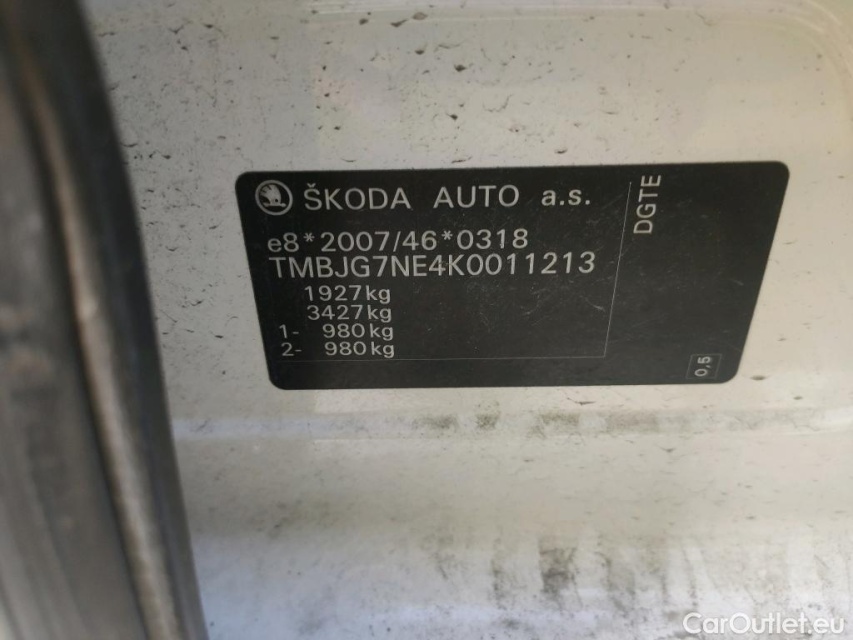 ŠKODA AUTO a.s.
DGTE
e8*2007/46*0318
TMBJG7NE4K0011213
1927kg
3427kg
1- 980kg
2- 980kg
0,5
CarOutlet.eu